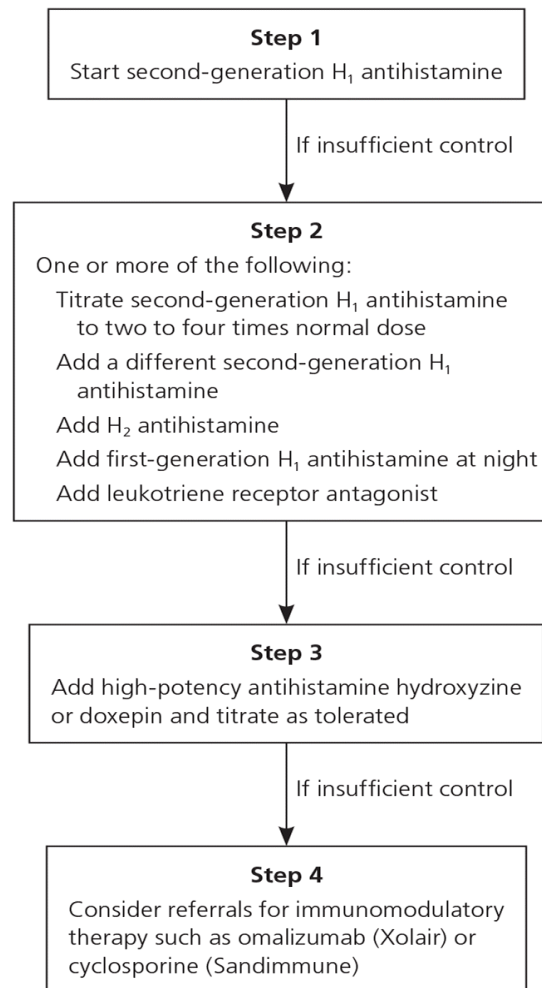 Step 1
Start second-generation H₁ antihistamine
If insufficient control
Step 2
One or more of the following:
Titrate second-generation H₁ antihistamine
to two to four times normal dose
Add a different second-generation H₁
antihistamine
Add H₂ antihistamine
Add first-generation H₁ antihistamine at night
Add leukotriene receptor antagonist
If insufficient control
Step 3
Add high-potency antihistamine hydroxyzine
or doxepin and titrate as tolerated
If insufficient control
Step 4
Consider referrals for immunomodulatory
therapy such as omalizumab (Xolair) or
cyclosporine (Sandimmune)